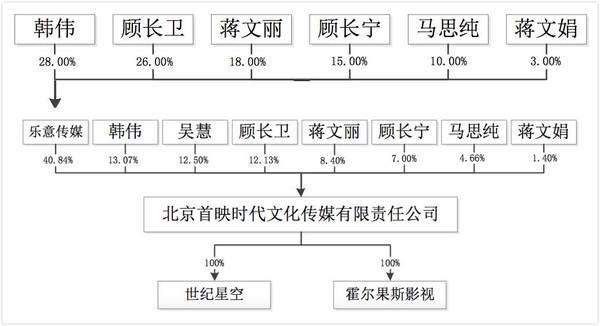 韩伟 顾长卫 蒋文丽 顾长宁 马思纯 蒋文娟
28.00% 26.00% 18.00% 15.00% 10.00% 3.00%
乐意传媒 韩伟 吴慧 顾长卫 蒋文丽 顾长宁 马思纯 蒋文娟
40.84% 13.07% 12.50% 12.13% 8.40% 7.00% 4.66% 1.40%
北京首映时代文化传媒有限责任公司
100% 100%
世纪星空 霍尔果斯影视